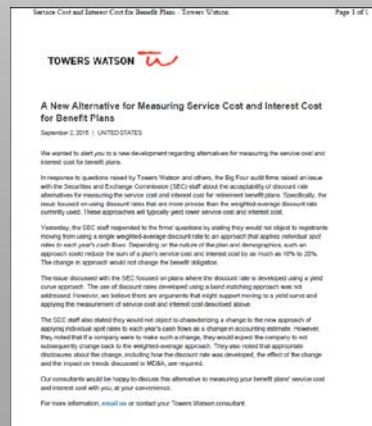 Service Cost and Interest Cost for Benefit Plans - Towers Watson Page 1 of 1
TOWERS WATSON
A New Alternative for Measuring Service Cost and Interest Cost
for Benefit Plans
September 2, 2015 | UNITED STATES
We wanted to alert you to a new development regarding alternatives for measuring the service cost and
interest cost for benefit plans.
In response to questions raised by Towers Watson and others, the Big Four audit firms raised an issue
with the Securities and Exchange Commission (SEC) staff about the acceptability of discount rate
alternatives for measuring the service cost and interest cost for retirement benefit plans. Specifically, the
issue focused on using discount rates that are more precise than the weighted-average discount rate
currently used. These approaches will typically yield lower service cost and interest cost.
Yesterday, the SEC staff responded to the firms' questions by stating they would not object to registrants
moving from using a single weighted-average discount rate to an approach that applies individual spot
rates to each year's cash flows. Depending on the nature of the plan and demographics, such an
approach could reduce the sum of a plan's service cost and interest cost by as much as 10% to 20%.
The change in approach would not change the benefit obligation.
The issue discussed with the SEC focused on plans where the discount rate is developed using a yield
curve approach. The use of discount rates developed using a bond matching approach was not
addressed. However, we believe there are arguments that might support moving to a yield curve and
applying the measurement of service cost and interest cost described above.
The SEC staff also stated they would not object to characterizing a change to the new approach of
applying individual spot rates to each year's cash flows as a change in accounting estimate. However,
they noted that if a company were to make such a change, they would expect the company to not
subsequently change back to the weighted-average approach. They also noted that appropriate
disclosures about the change, including how the discount rate was developed, the effect of the change
and the impact on trends discussed in MD&A, are required.
Our consultants would be happy to discuss this alternative to measuring your benefit plans' service cost
and interest cost with you, at your convenience.
For more information, email us or contact your Towers Watson consultant.